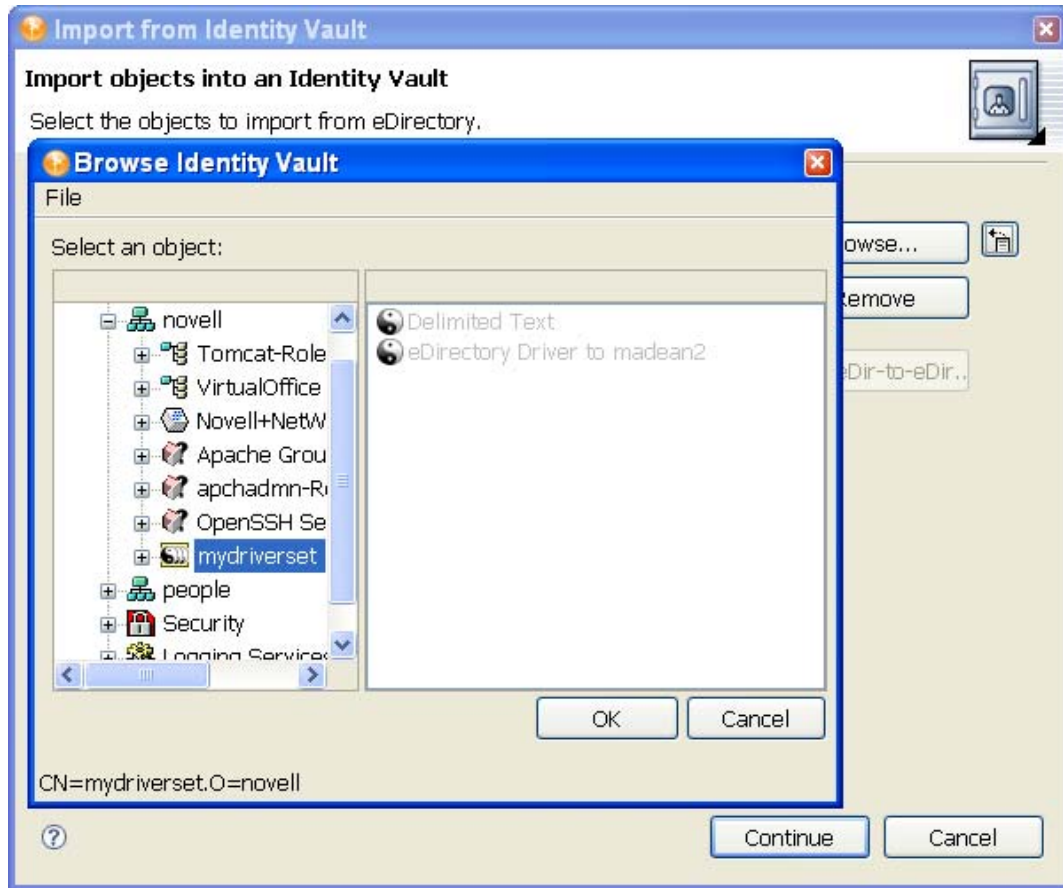 Import from Identity Vault
Import objects into an Identity Vault
Select the objects to import from eDirectory.
Browse Identity Vault
File
Select an object:
novell
Tomcat-Role
VirtualOffice
Novell+NetW
Apache Grou
apchadmn-R
OpenSSH Se
mydriverset
people
Security
Logging Services
Delimited Text
eDirectory Driver to madean2
OK
Cancel
CN=mydriverset.O=novell
owse...
emove
eDir-to-eDir..
?
Continue
Cancel